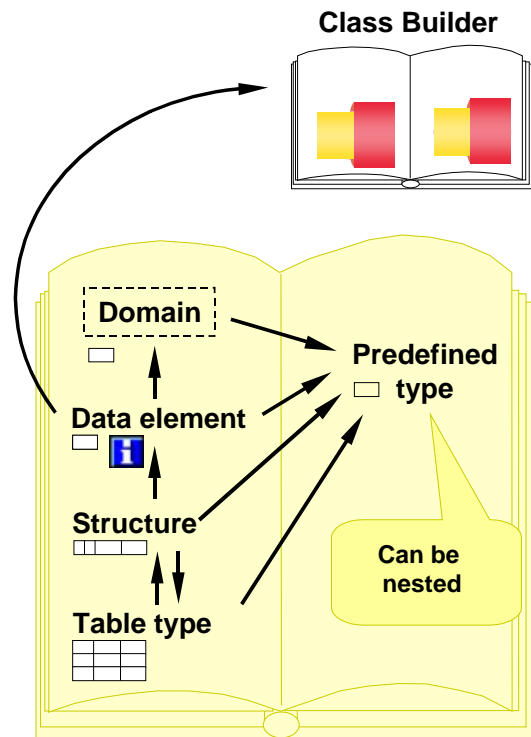 Class Builder
Domain
Predefined
type
Data element
Structure
Can be
nested
Table type